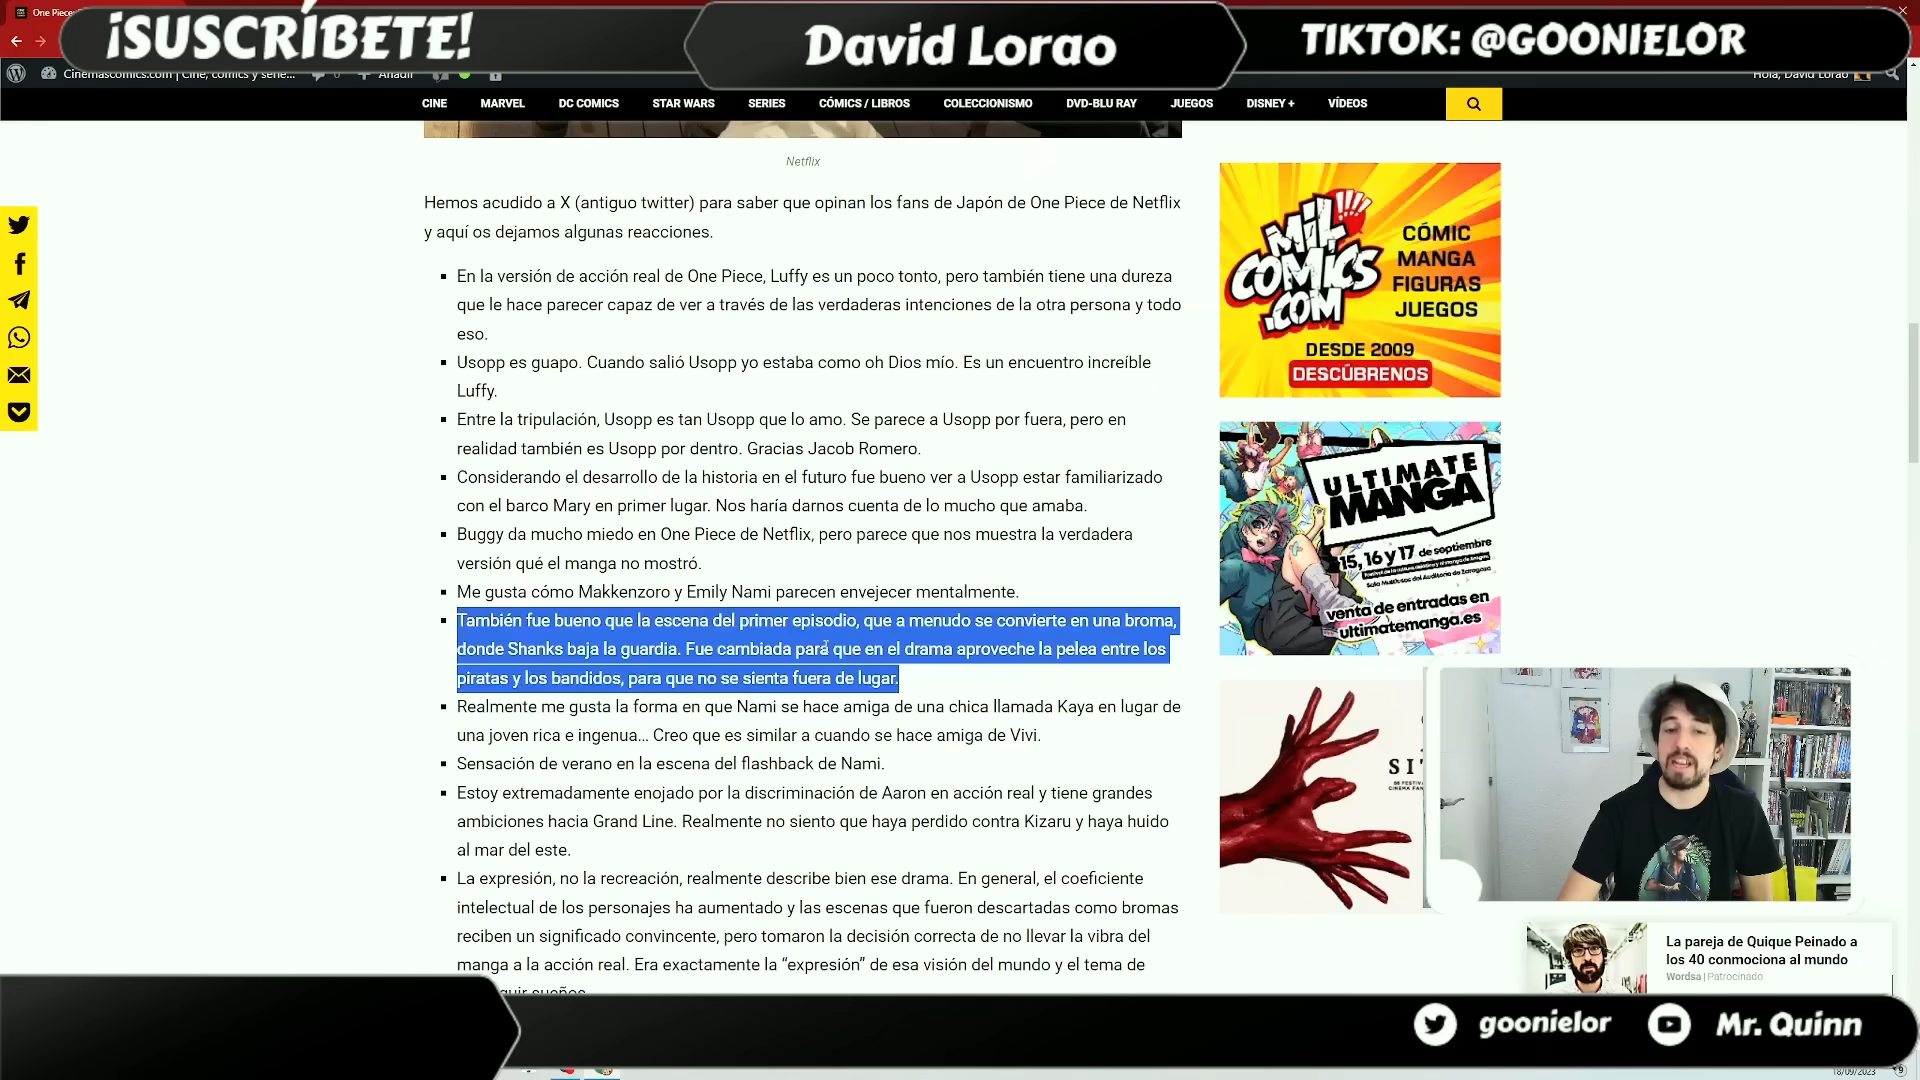 One Piece:
¡SUSCRÍBETE!
David Lorao
TIKTOK: @GOONIELOR
Cinemascomics.com | Cine, comics y serie...
0
Añadir
Hola, David Lorao
CINE
MARVEL
DC COMICS
STAR WARS
SERIES
CÓMICS / LIBROS
COLECCIONISMO
DVD-BLU RAY
JUEGOS
DISNEY +
VÍDEOS
Netflix
Hemos acudido a X (antiguo twitter) para saber que opinan los fans de Japón de One Piece de Netflix
y aquí os dejamos algunas reacciones.
En la versión de acción real de One Piece, Luffy es un poco tonto, pero también tiene una dureza
que le hace parecer capaz de ver a través de las verdaderas intenciones de la otra persona y todo
eso.
Usopp es guapo. Cuando salió Usopp yo estaba como oh Dios mío. Es un encuentro increíble
Luffy.
Entre la tripulación, Usopp es tan Usopp que lo amo. Se parece a Usopp por fuera, pero en
realidad también es Usopp por dentro. Gracias Jacob Romero.
Considerando el desarrollo de la historia en el futuro fue bueno ver a Usopp estar familiarizado
con el barco Mary en primer lugar. Nos haría darnos cuenta de lo mucho que amaba.
Buggy da mucho miedo en One Piece de Netflix, pero parece que nos muestra la verdadera
versión qué el manga no mostró.
Me gusta cómo Makkenzoro y Emily Nami parecen envejecer mentalmente.
También fue bueno que la escena del primer episodio, que a menudo se convierte en una broma,
donde Shanks baja la guardia. Fue cambiada para que en el drama aproveche la pelea entre los
piratas y los bandidos, para que no se sienta fuera de lugar.
Realmente me gusta la forma en que Nami se hace amiga de una chica llamada Kaya en lugar de
una joven rica e ingenua... Creo que es similar a cuando se hace amiga de Vivi.
Sensación de verano en la escena del flashback de Nami.
Estoy extremadamente enojado por la discriminación de Aaron en acción real y tiene grandes
ambiciones hacia Grand Line. Realmente no siento que haya perdido contra Kizaru y haya huido
al mar del este.
La expresión, no la recreación, realmente describe bien ese drama. En general, el coeficiente
intelectual de los personajes ha aumentado y las escenas que fueron descartadas como bromas
reciben un significado convincente, pero tomaron la decisión correcta de no llevar la vibra del
manga a la acción real. Era exactamente la “expresión” de esa visión del mundo y el tema de
sueños.
MIL
COMICS
.COM
CÓMIC
MANGA
FIGURAS
JUEGOS
DESDE 2009
DESCÚBRENOS
ULTIMATE
MANGA
15, 16 y 17 de septiembre
Sala Multiusos del Auditorio de Zaragoza
venta de entradas en
ultimatemanga.es
SIT
La pareja de Quique Peinado a
los 40 conmociona al mundo
Wordsa | Patrocinado
goonielor
Mr. Quinn
18/09/2023
9